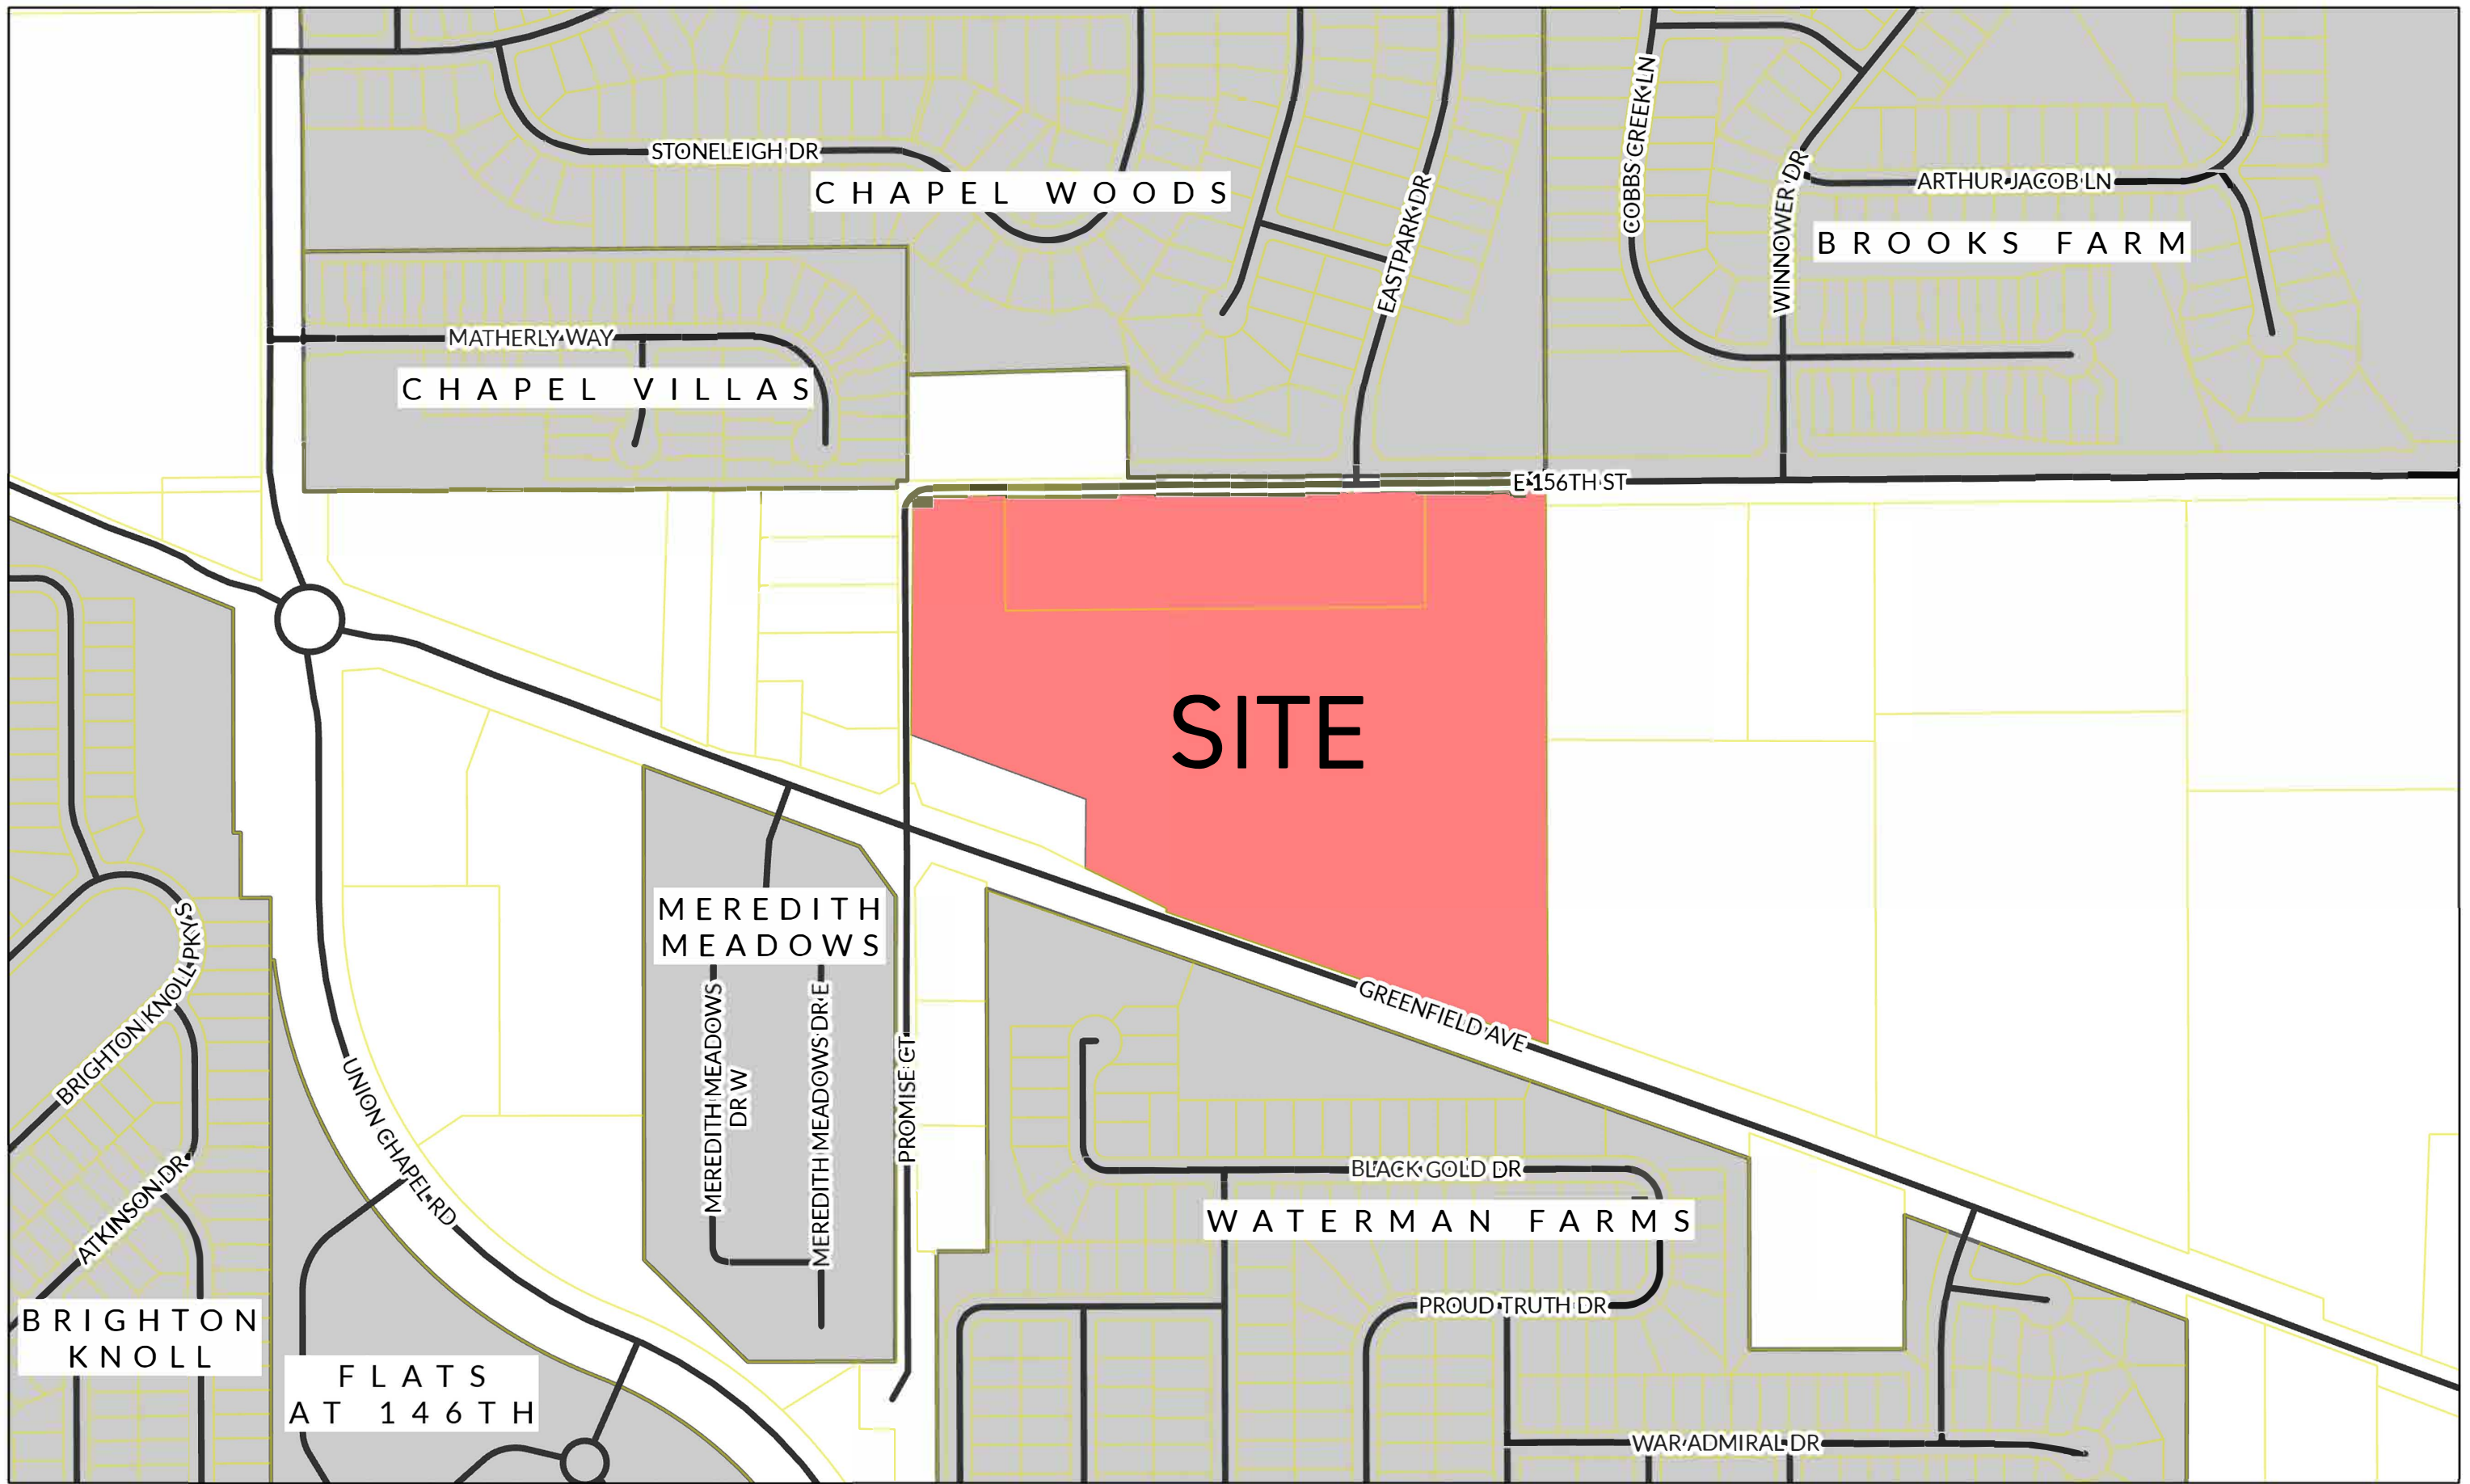 COBBS CREEK LN
STONELEIGH DR
CHAPEL WOODS
ARTHUR JACOB LN
WINNOWER DR
EASTPARK DR
BROOKS FARM
MATHERLY WAY
CHAPEL VILLAS
E 156TH ST
SITE
MEREDITH
MEADOWS
S
BRIGHTON KNOLL PKY
GREENFIELD AVE
MEREDITH MEADOWS
DR W
MEREDITH MEADOWS DR E
PROMISE CT
UNION CHAPEL RD
BLACK GOLD DR
ATKINSON DR
WATERMAN FARMS
PROUD TRUTH DR
BRIGHTON
KNOLL
FLATS
AT 146TH
WAR ADMIRAL DR